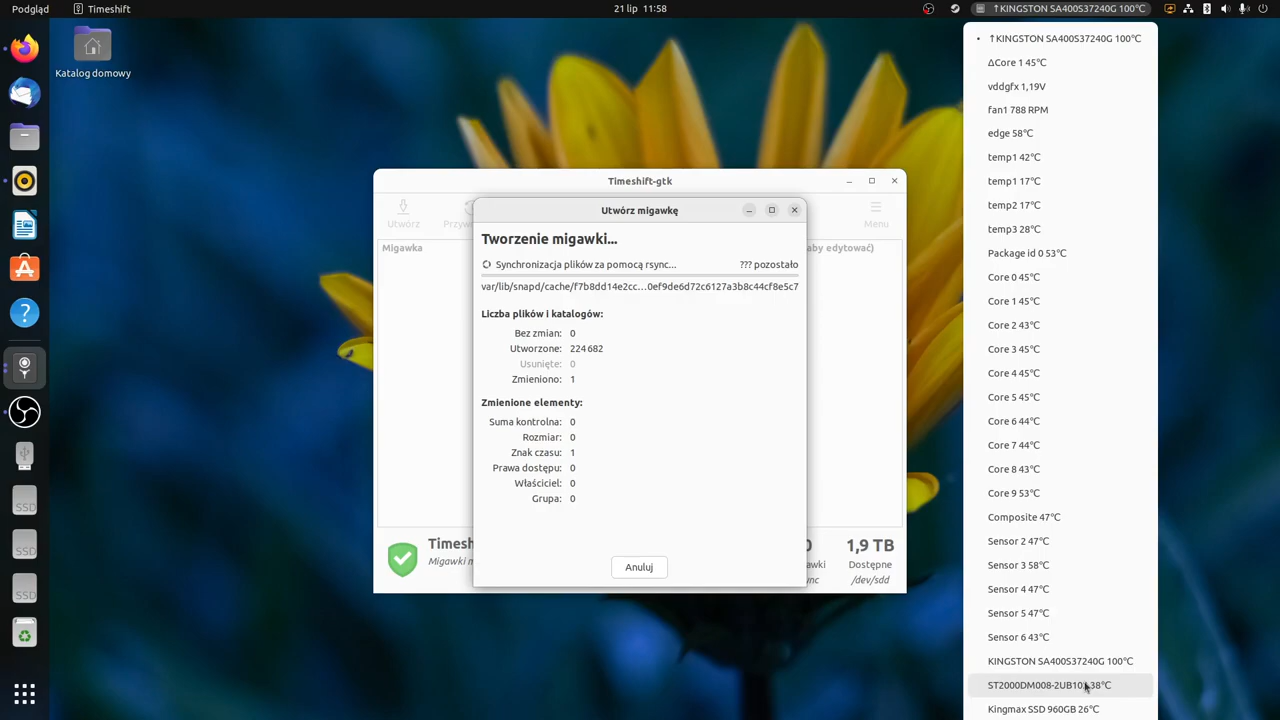 Podgląd
Timeshift
21 lip 11:58
↑KINGSTON SA400S37240G 100℃
Katalog domowy
SSD
SSD
SSD
Timeshift-gtk
Utwórz
Menu
Migawka
aby edytować)
Utwórz migawkę
Tworzenie migawki...
Synchronizacja plików za pomocą rsync...
??? pozostało
var/lib/snapd/cache/f7b8dd14e2cc...0ef9de6d72c6127a3b8c44cf8e5c7
Liczba plików i katalogów:
Bez zmian: 0
Utworzone: 224 682
Usunięte: 0
Zmieniono: 1
Zmienione elementy:
Suma kontrolna: 0
Rozmiar: 0
Znak czasu: 1
Prawa dostępu: 0
Właściciel: 0
Grupa: 0
Anuluj
Timesh
Migawki
0
1,9 TB
Dostępne
/dev/sdd
• ↑KINGSTON SA400S37240G 100℃
ΔCore 1 45℃
vddgfx 1,19V
fan1 788 RPM
edge 58℃
temp1 42℃
temp1 17℃
temp2 17℃
temp3 28℃
Package id 0 53℃
Core 0 45℃
Core 1 45℃
Core 2 43℃
Core 3 45℃
Core 4 45℃
Core 5 45℃
Core 6 44℃
Core 7 44℃
Core 8 43℃
Core 9 53℃
Composite 47℃
Sensor 2 47℃
Sensor 3 58℃
Sensor 4 47℃
Sensor 5 47℃
Sensor 6 43℃
KINGSTON SA400S37240G 100℃
ST2000DM008-2UB10 38℃
Kingmax SSD 960GB 26℃